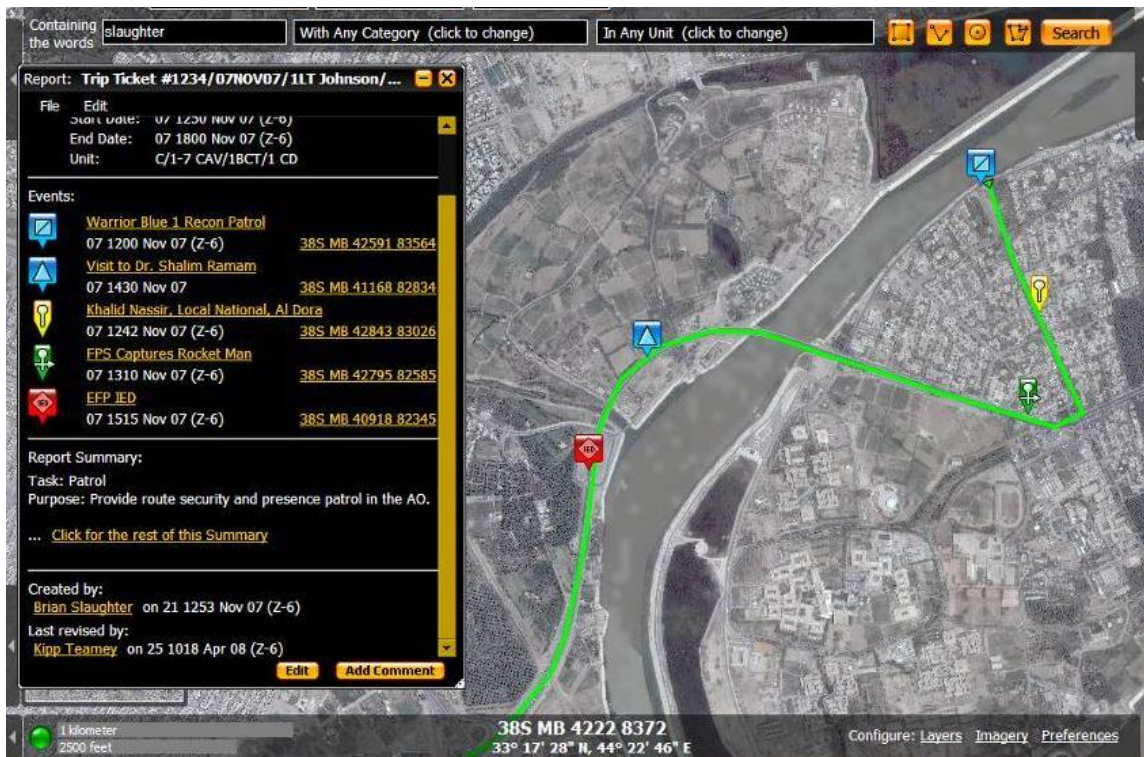 Containing the words slaughter With Any Category (click to change) In Any Unit (click to change) Search
Report: Trip Ticket #1234/07NOV07/1LT Johnson/...
File Edit
Start Date: 07 1250 Nov 07 (Z-6)
End Date: 07 1800 Nov 07 (Z-6)
Unit: C/1-7 CAV/1BCT/1 CD
Events:
Warrior Blue 1 Recon Patrol
07 1200 Nov 07 (Z-6) 38S MB 42591 83564
Visit to Dr. Shalim Ramam
07 1430 Nov 07 38S MB 41168 82834
Khalid Nassir, Local National, Al Dora
07 1242 Nov 07 (Z-6) 38S MB 42843 83026
FPS Captures Rocket Man
07 1310 Nov 07 (Z-6) 38S MB 42795 82585
IED EFP IED
07 1515 Nov 07 (Z-6) 38S MB 40918 82345
Report Summary:
Task: Patrol
Purpose: Provide route security and presence patrol in the AO.
... Click for the rest of this Summary
Created by:
Brian Slaughter on 21 1253 Nov 07 (Z-6)
Last revised by:
Kipp Teamey on 25 1018 Apr 08 (Z-6)
Edit Add Comment
IED
1 kilometer
2500 feet
38S MB 4222 8372
33° 17' 28" N, 44° 22' 46" E
Configure: Layers Imagery Preferences